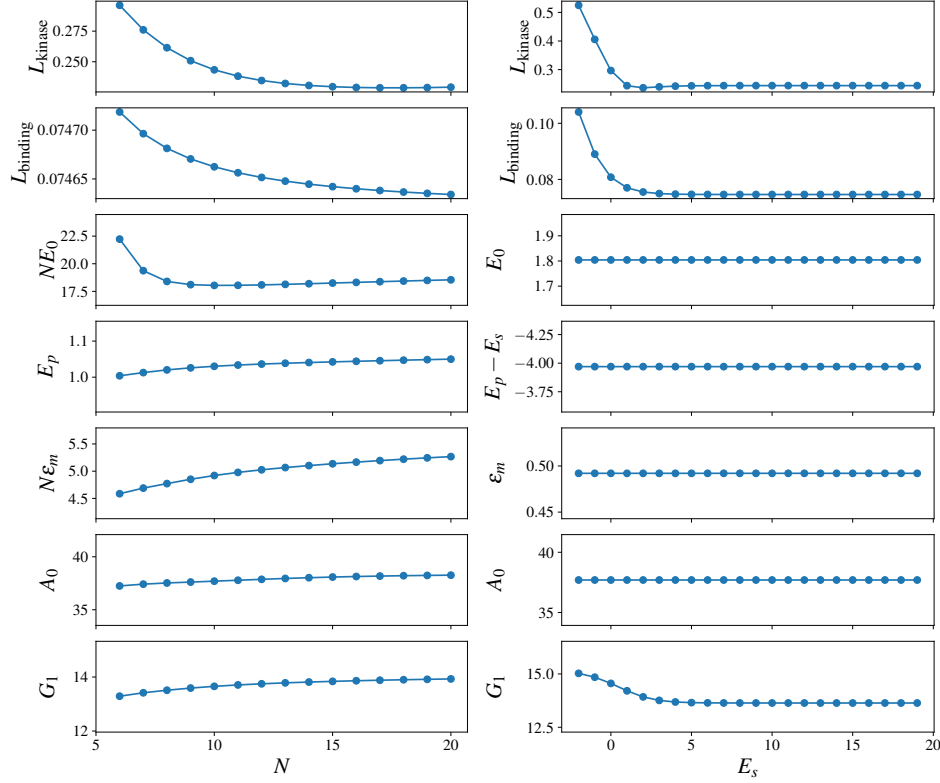 0.275
0.250
L_kinase
0.5
0.4
0.3
L_kinase
0.07470
0.07465
L_binding
0.10
0.08
L_binding
22.5
20.0
17.5
NE_0
1.9
1.8
1.7
E_0
1.1
1.0
E_p
−4.25
−4.00
−3.75
E_p − E_s
5.5
5.0
4.5
Nε_m
0.50
0.45
ε_m
40
35
A_0
40
35
A_0
14
12
G_1
15.0
12.5
G_1
5 10 15 20
N
0 5 10 15 20
E_s